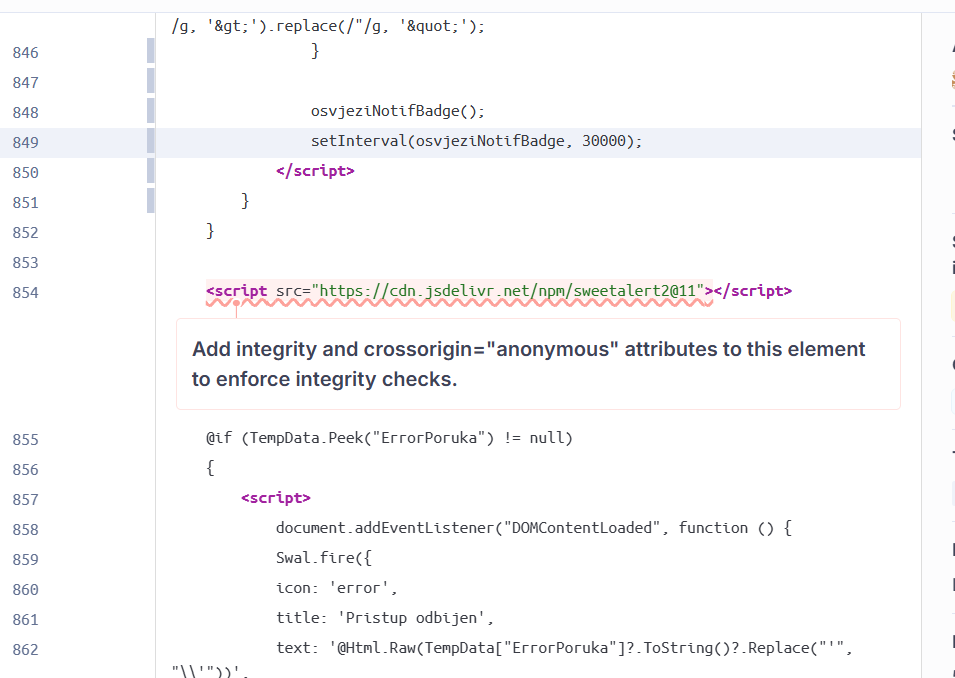 /g, '&gt;').replace(/"/g, '&quot;');
846 }
847
848 osvjeziNotifBadge();
849 setInterval(osvjeziNotifBadge, 30000);
850 </script>
851 }
852 }
853
854 <script src="https://cdn.jsdelivr.net/npm/sweetalert2@11"></script>
Add integrity and crossorigin="anonymous" attributes to this element
to enforce integrity checks.
855 @if (TempData.Peek("ErrorPoruka") != null)
856 {
857 <script>
858 document.addEventListener("DOMContentLoaded", function () {
859 Swal.fire({
860 icon: 'error',
861 title: 'Pristup odbijen',
862 text: '@Html.Raw(TempData["ErrorPoruka"]?.ToString()?.Replace("'",
"\\'"))',